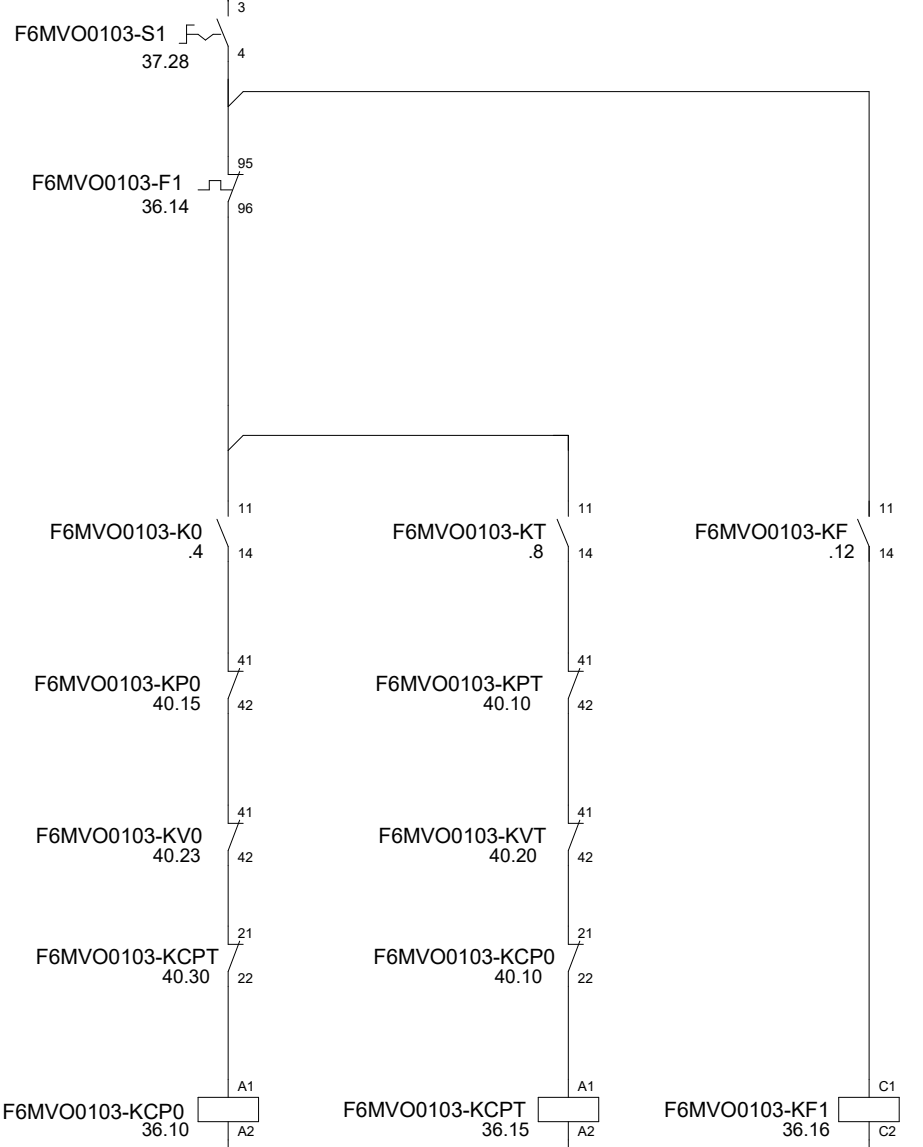 3
F6MVO0103-S1
4
37.28
95
F6MVO0103-F1
36.14
96
11
11
11
F6MVO0103-K0
F6MVO0103-KT
F6MVO0103-KF
.4
14
.8
14
.12
14
41
41
F6MVO0103-KP0
F6MVO0103-KPT
40.15
42
40.10
42
41
41
F6MVO0103-KV0
F6MVO0103-KVT
40.23
42
40.20
42
21
21
F6MVO0103-KCPT
F6MVO0103-KCP0
40.30
22
40.10
22
A1
A1
C1
F6MVO0103-KCP0
F6MVO0103-KCPT
F6MVO0103-KF1
36.10
A2
36.15
A2
36.16
C2